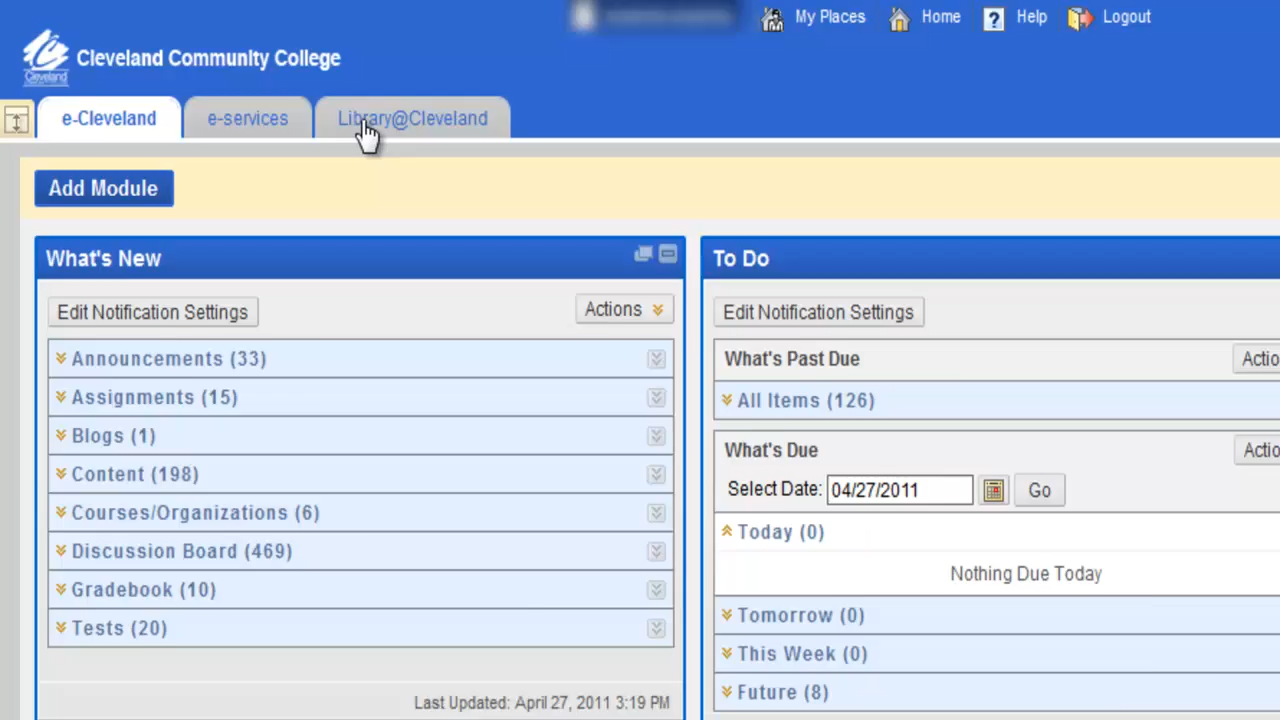 My Places Home Help Logout
Cleveland
Cleveland Community College
e-Cleveland e-services Library@Cleveland
Add Module
What's New
Edit Notification Settings Actions
Announcements (33)
Assignments (15)
Blogs (1)
Content (198)
Courses/Organizations (6)
Discussion Board (469)
Gradebook (10)
Tests (20)
Last Updated: April 27, 2011 3:19 PM
To Do
Edit Notification Settings
What's Past Due Actio
All Items (126)
What's Due Actio
Select Date: 04/27/2011 Go
Today (0)
Nothing Due Today
Tomorrow (0)
This Week (0)
Future (8)